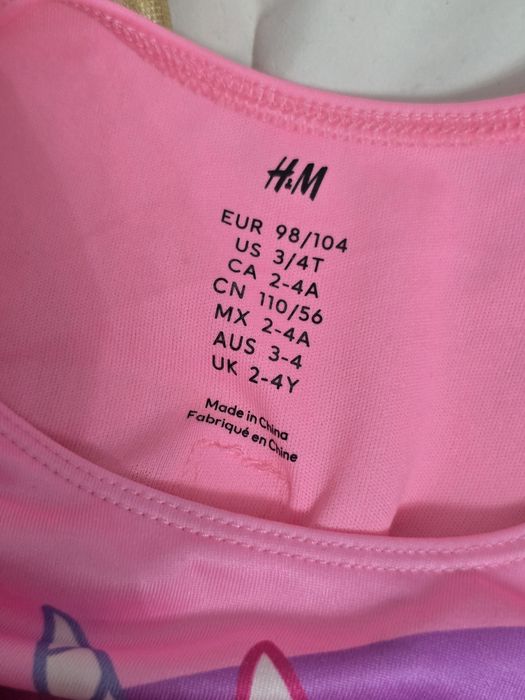 H&M
EUR 98/104
US 3/4T
CA 2-4A
CN 110/56
MX 2-4A
AUS 3-4
UK 2-4Y
Made in China
Fabriqué en Chine